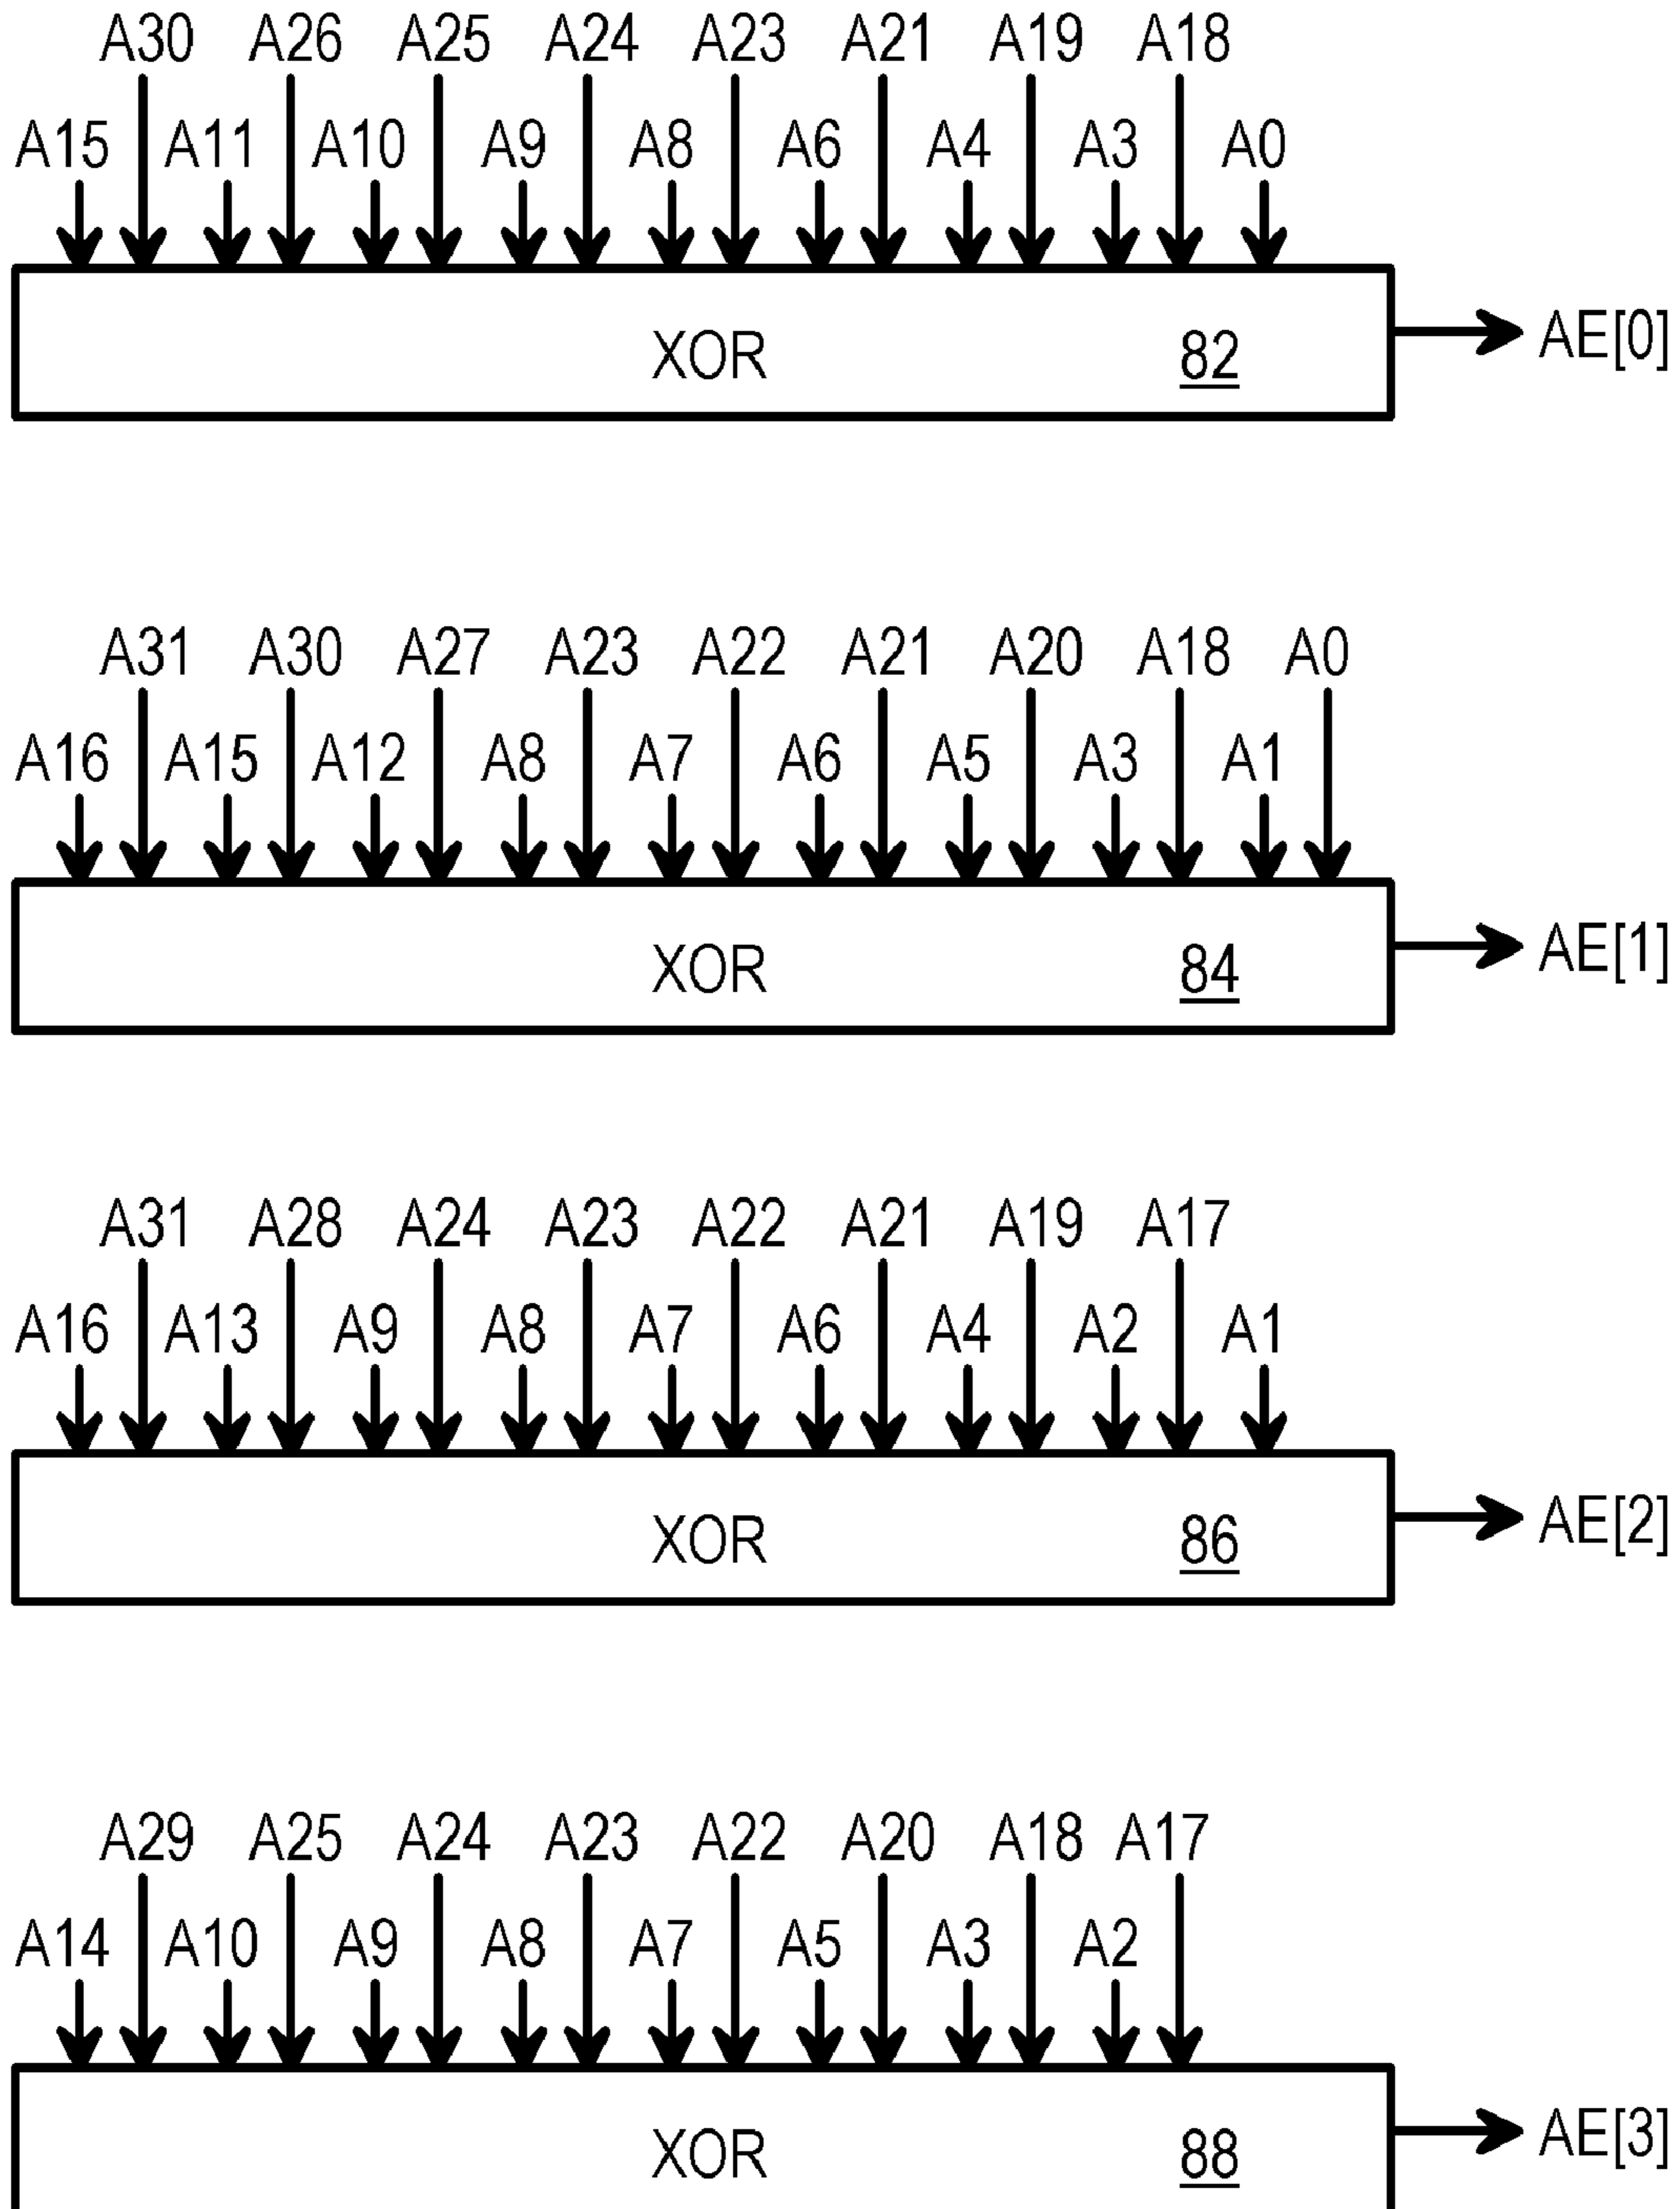 A30 A26 A25 A24 A23 A21 A19 A18
A15 A11 A10 A9 A8 A6 A4 A3 A0
XOR 82 AE[0]
A31 A30 A27 A23 A22 A21 A20 A18 A0
A16 A15 A12 A8 A7 A6 A5 A3 A1
XOR 84 AE[1]
A31 A28 A24 A23 A22 A21 A19 A17
A16 A13 A9 A8 A7 A6 A4 A2 A1
XOR 86 AE[2]
A29 A25 A24 A23 A22 A20 A18 A17
A14 A10 A9 A8 A7 A5 A3 A2
XOR 88 AE[3]